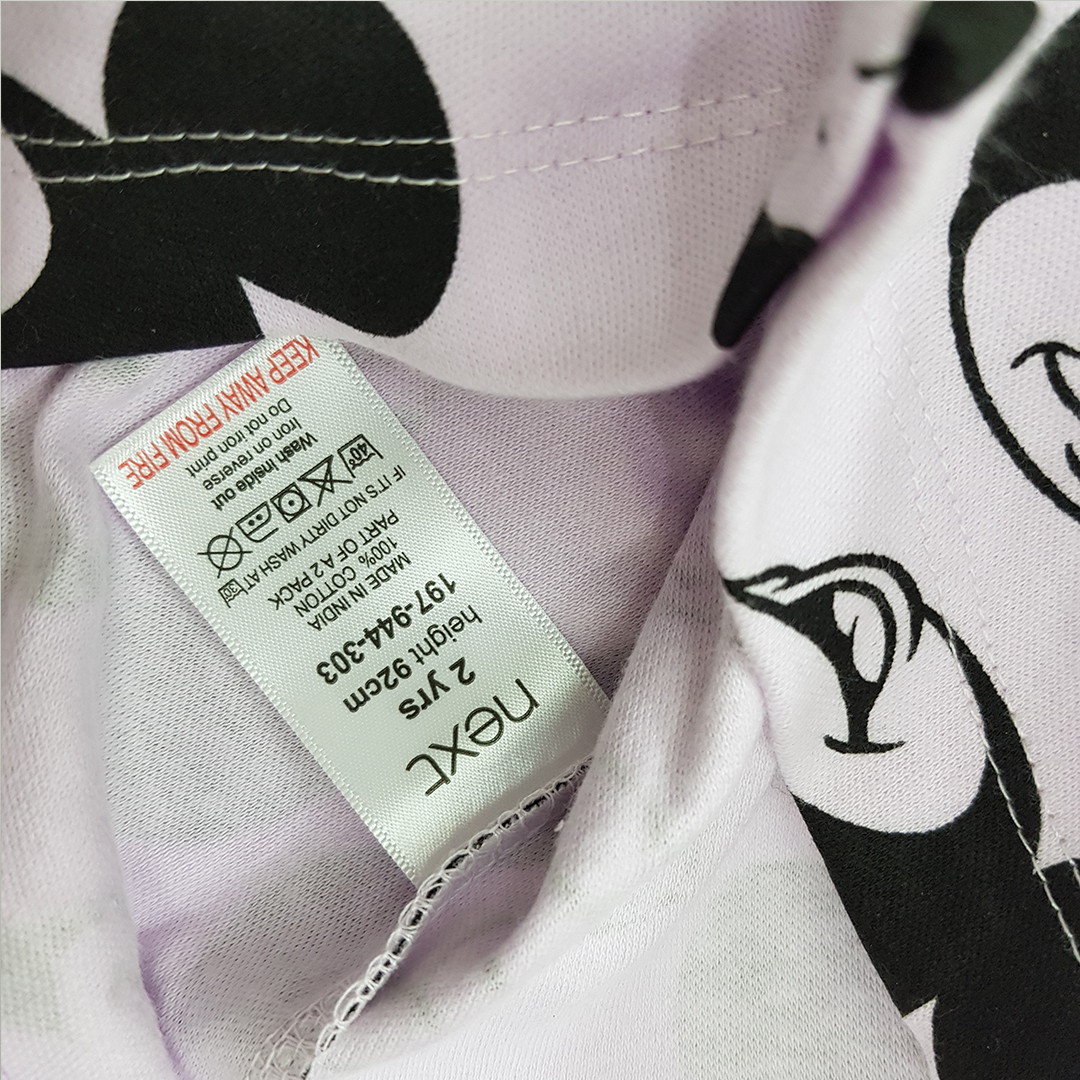 next
2 yrs
height 92cm
197-944-303
MADE IN INDIA
100% COTTON
PART OF A 2 PACK
IF IT'S NOT DIRTY WASH AT 30°
40°
Wash inside out
Iron on reverse
Do not iron print
KEEP AWAY FROM FIRE